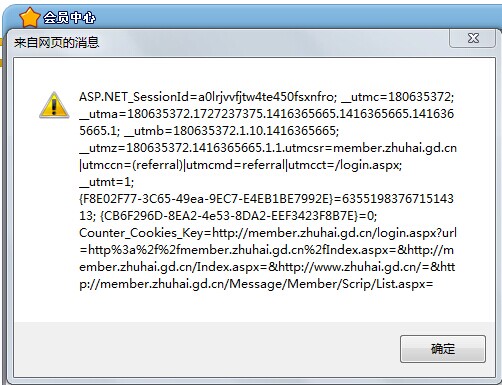 会员中心
来自网页的消息
ASP.NET_SessionId=a0lrjvvfjtw4te450fsxnfro; __utmc=180635372;
__utma=180635372.1727237375.1416365665.1416365665.141636
5665.1; __utmb=180635372.1.10.1416365665;
__utmz=180635372.1416365665.1.1.utmcsr=member.zhuhai.gd.cn
|utmccn=(referral)|utmcmd=referral|utmcct=/login.aspx;
__utmt=1;
{F8E02F77-3C65-49ea-9EC7-E4EB1BE7992E}=6355198376715143
13; {CB6F296D-8EA2-4e53-8DA2-EEF3423F8B7E}=0;
Counter_Cookies_Key=http://member.zhuhai.gd.cn/login.aspx?url
=http%3a%2f%2fmember.zhuhai.gd.cn%2fIndex.aspx=&http://m
ember.zhuhai.gd.cn/Index.aspx=&http://www.zhuhai.gd.cn/=&htt
p://member.zhuhai.gd.cn/Message/Member/Scrip/List.aspx=
确定